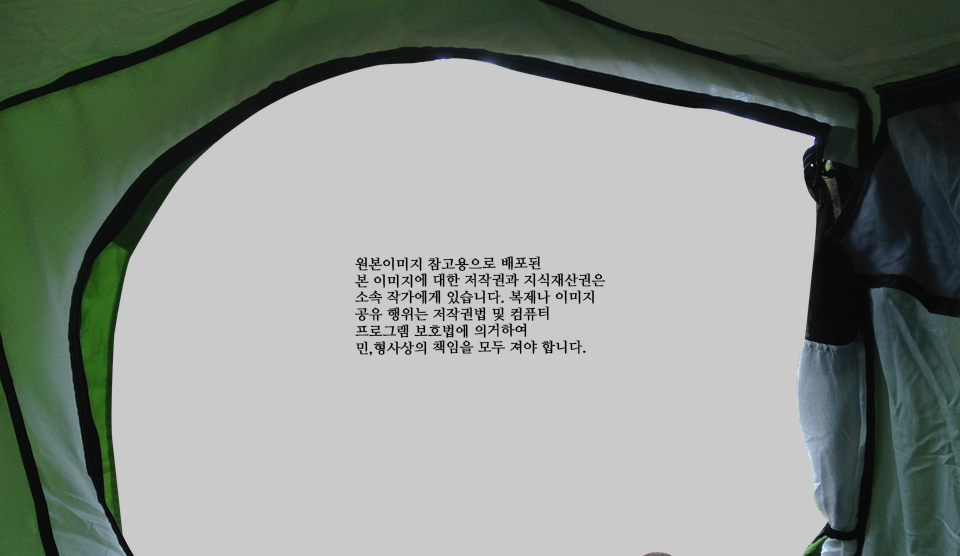 원본이미지 참고용으로 배포된
본 이미지에 대한 저작권과 지식재산권은
소속 작가에게 있습니다. 복제나 이미지
공유 행위는 저작권법 및 컴퓨터
프로그램 보호법에 의거하여
민,형사상의 책임을 모두 져야 합니다.